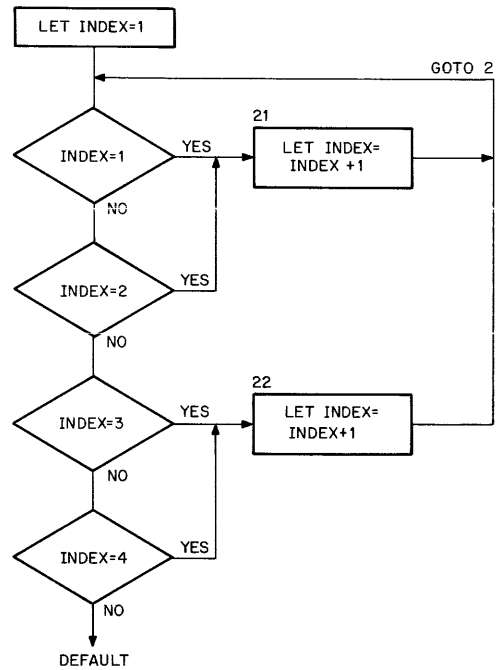 LET INDEX=1
GOTO 2
21
INDEX=1
YES
LET INDEX=
INDEX +1
NO
INDEX=2
YES
NO
22
INDEX=3
YES
LET INDEX=
INDEX+1
NO
INDEX=4
YES
NO
DEFAULT